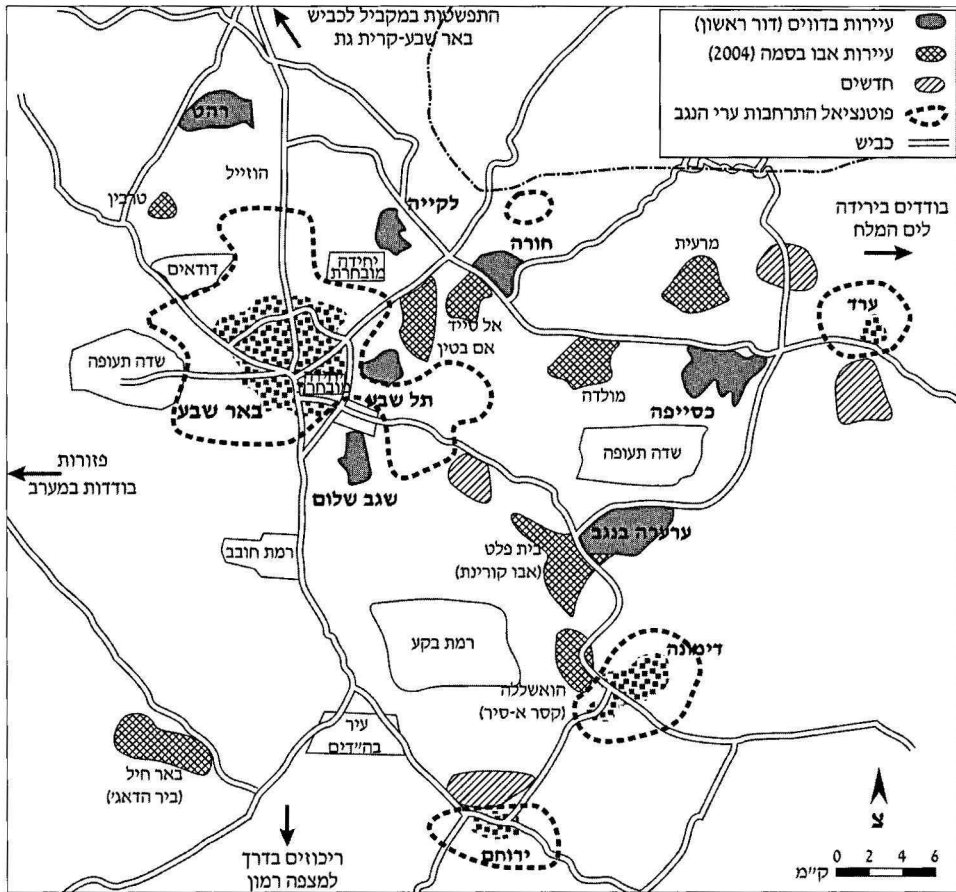 התפשטות במקביל לכביש
באר שבע-קרית גת
עיירות בדווים (דור ראשון)
עיירות אבו בסמה (2004)
חדשים
פוטנציאל התרחבות ערי הנגב
כביש
רהט
הוזייל
טרבין
לקייה
דודאים
יחידה
מובחרת
חורה
אל סייד
אם בטין
מרעית
בודדים בירידה
לים המלח
ערד
שדה תעופה
באר שבע
מובחרת
תל שבע
מולדה
כסייפה
שדה תעופה
פזורות
בודדות במערב
שגב שלום
ערערה בנגב
בית פלט
(אבו קורינת)
רמת חובב
רמת בקע
דימונה
חואשללה
(קסר א-סיר)
עיר
בה״דים
באר חיל
(ביר הדאג')
ירוחם
ריכוזים בדרך
למצפה רמון
צ
ק״מ 0 2 4 6